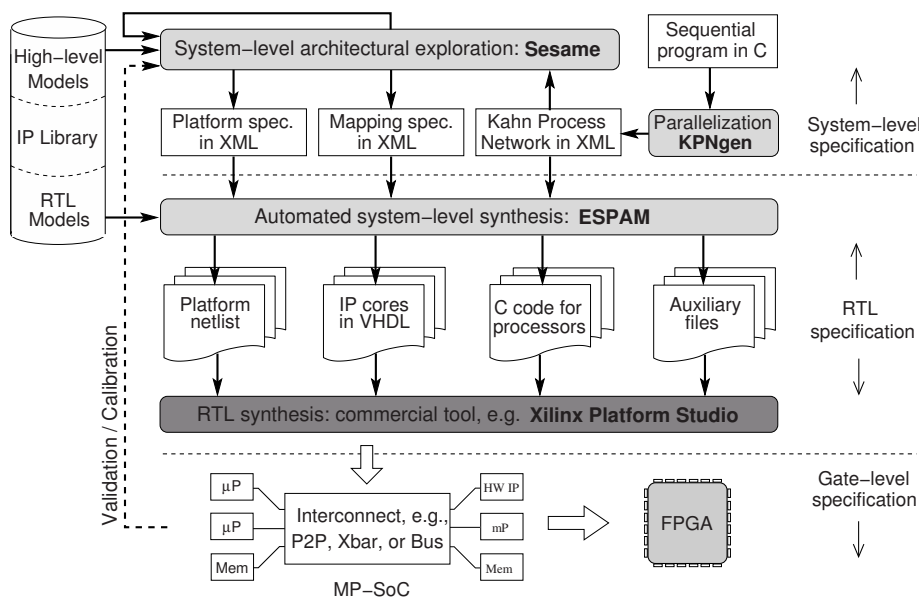 High−level
Models
IP Library
RTL
Models
System−level architectural exploration: Sesame
Sequential
program in C
Platform spec.
in XML
Mapping spec.
in XML
Kahn Process
Network in XML
Parallelization
KPNgen
System−level
specification
Automated system−level synthesis: ESPAM
Platform
netlist
IP cores
in VHDL
C code for
processors
Auxiliary
files
RTL
specification
RTL synthesis: commercial tool, e.g. Xilinx Platform Studio
Validation / Calibration
μP
μP
Mem
Interconnect, e.g.,
P2P, Xbar, or Bus
HW IP
mP
Mem
MP−SoC
FPGA
Gate−level
specification